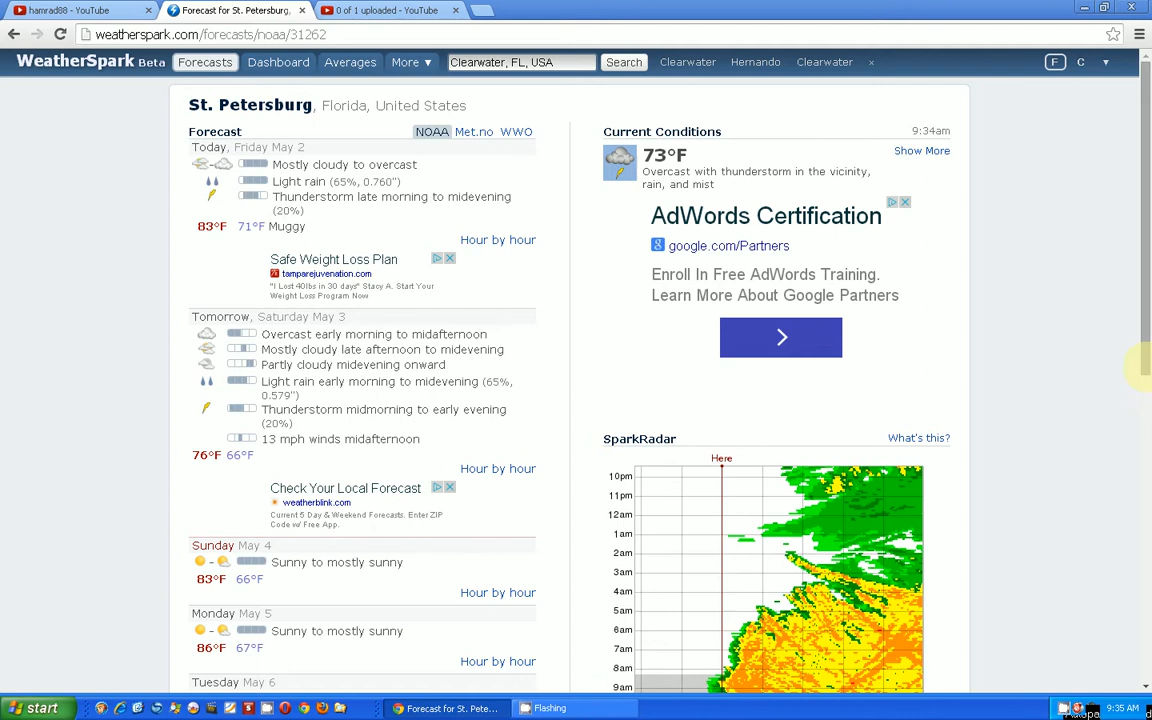 hamrad88 - YouTube
Forecast for St. Petersburg,
0 of 1 uploaded - YouTube
weatherspark.com/forecasts/noaa/31262
WeatherSpark Beta
Forecasts
Dashboard
Averages
More ▼
Clearwater, FL, USA
Search
Clearwater
Hernando
Clearwater
×
F
C
▼
St. Petersburg, Florida, United States
Forecast
NOAA Met.no WWO
Today, Friday May 2
Mostly cloudy to overcast
Light rain (65%, 0.760")
Thunderstorm late morning to midevening
(20%)
83°F 71°F Muggy
Hour by hour
Safe Weight Loss Plan
tamparejuvenation.com
"I Lost 40lbs in 30 days" Stacy A. Start Your
Weight Loss Program Now
Tomorrow, Saturday May 3
Overcast early morning to midafternoon
Mostly cloudy late afternoon to midevening
Partly cloudy midevening onward
Light rain early morning to midevening (65%,
0.579")
Thunderstorm midmorning to early evening
(20%)
13 mph winds midafternoon
76°F 66°F
Hour by hour
Check Your Local Forecast
weatherblink.com
Current 5 Day & Weekend Forecasts. Enter ZIP
Code w/ Free App.
Sunday May 4
Sunny to mostly sunny
83°F 66°F
Hour by hour
Monday May 5
Sunny to mostly sunny
86°F 67°F
Hour by hour
Tuesday May 6
Current Conditions
9:34am
73°F
Show More
Overcast with thunderstorm in the vicinity,
rain, and mist
AdWords Certification
google.com/Partners
Enroll In Free AdWords Training.
Learn More About Google Partners
SparkRadar
What's this?
Here
10pm
11pm
12am
1am
2am
3am
4am
5am
6am
7am
8am
9am
start
Forecast for St. Pete...
Flashing
9:35 AM